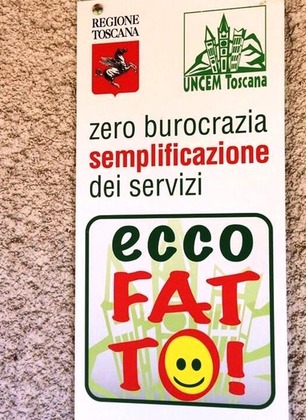 REGIONE
TOSCANA
UNCEM Toscana
zero burocrazia
semplificazione
dei servizi
ecco
FAT
TO!